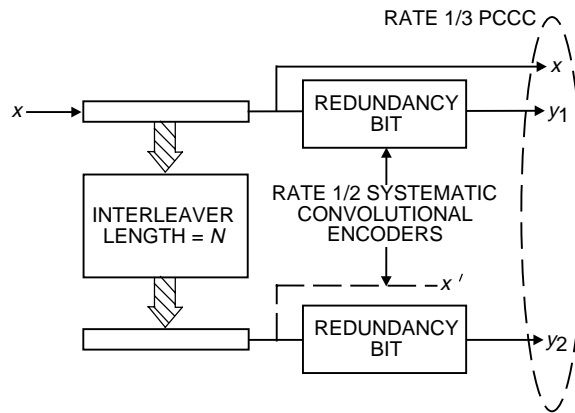 RATE 1/3 PCCC
x
x
REDUNDANCY
BIT
y1
INTERLEAVER
LENGTH = N
RATE 1/2 SYSTEMATIC
CONVOLUTIONAL
ENCODERS
x '
REDUNDANCY
BIT
y2